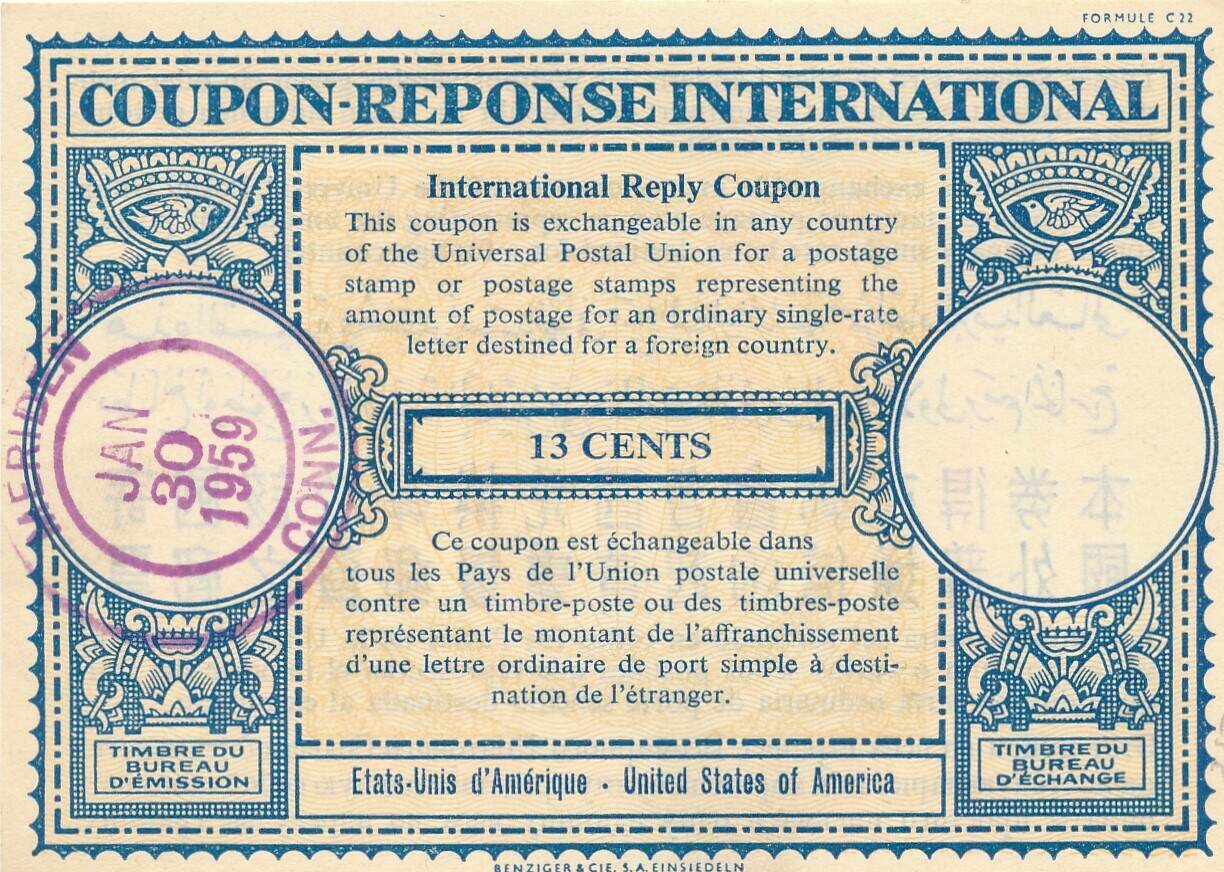 FORMULE C 22
COUPON-REPONSE INTERNATIONAL
International Reply Coupon
This coupon is exchangeable in any country
of the Universal Postal Union for a postage
stamp or postage stamps representing the
amount of postage for an ordinary single-rate
letter destined for a foreign country.
MERIDEN
JAN
30
1959
CONN.
13 CENTS
Ce coupon est échangeable dans
tous les Pays de l'Union postale universelle
contre un timbre-poste ou des timbres-poste
représentant le montant de l'affranchissement
d'une lettre ordinaire de port simple à desti-
nation de l'étranger.
TIMBRE DU
BUREAU
D'ÉMISSION
Etats-Unis d'Amérique • United States of America
TIMBRE DU
BUREAU
D'ÉCHANGE
BENZIGER & CIE. S.A. EINSIEDELN